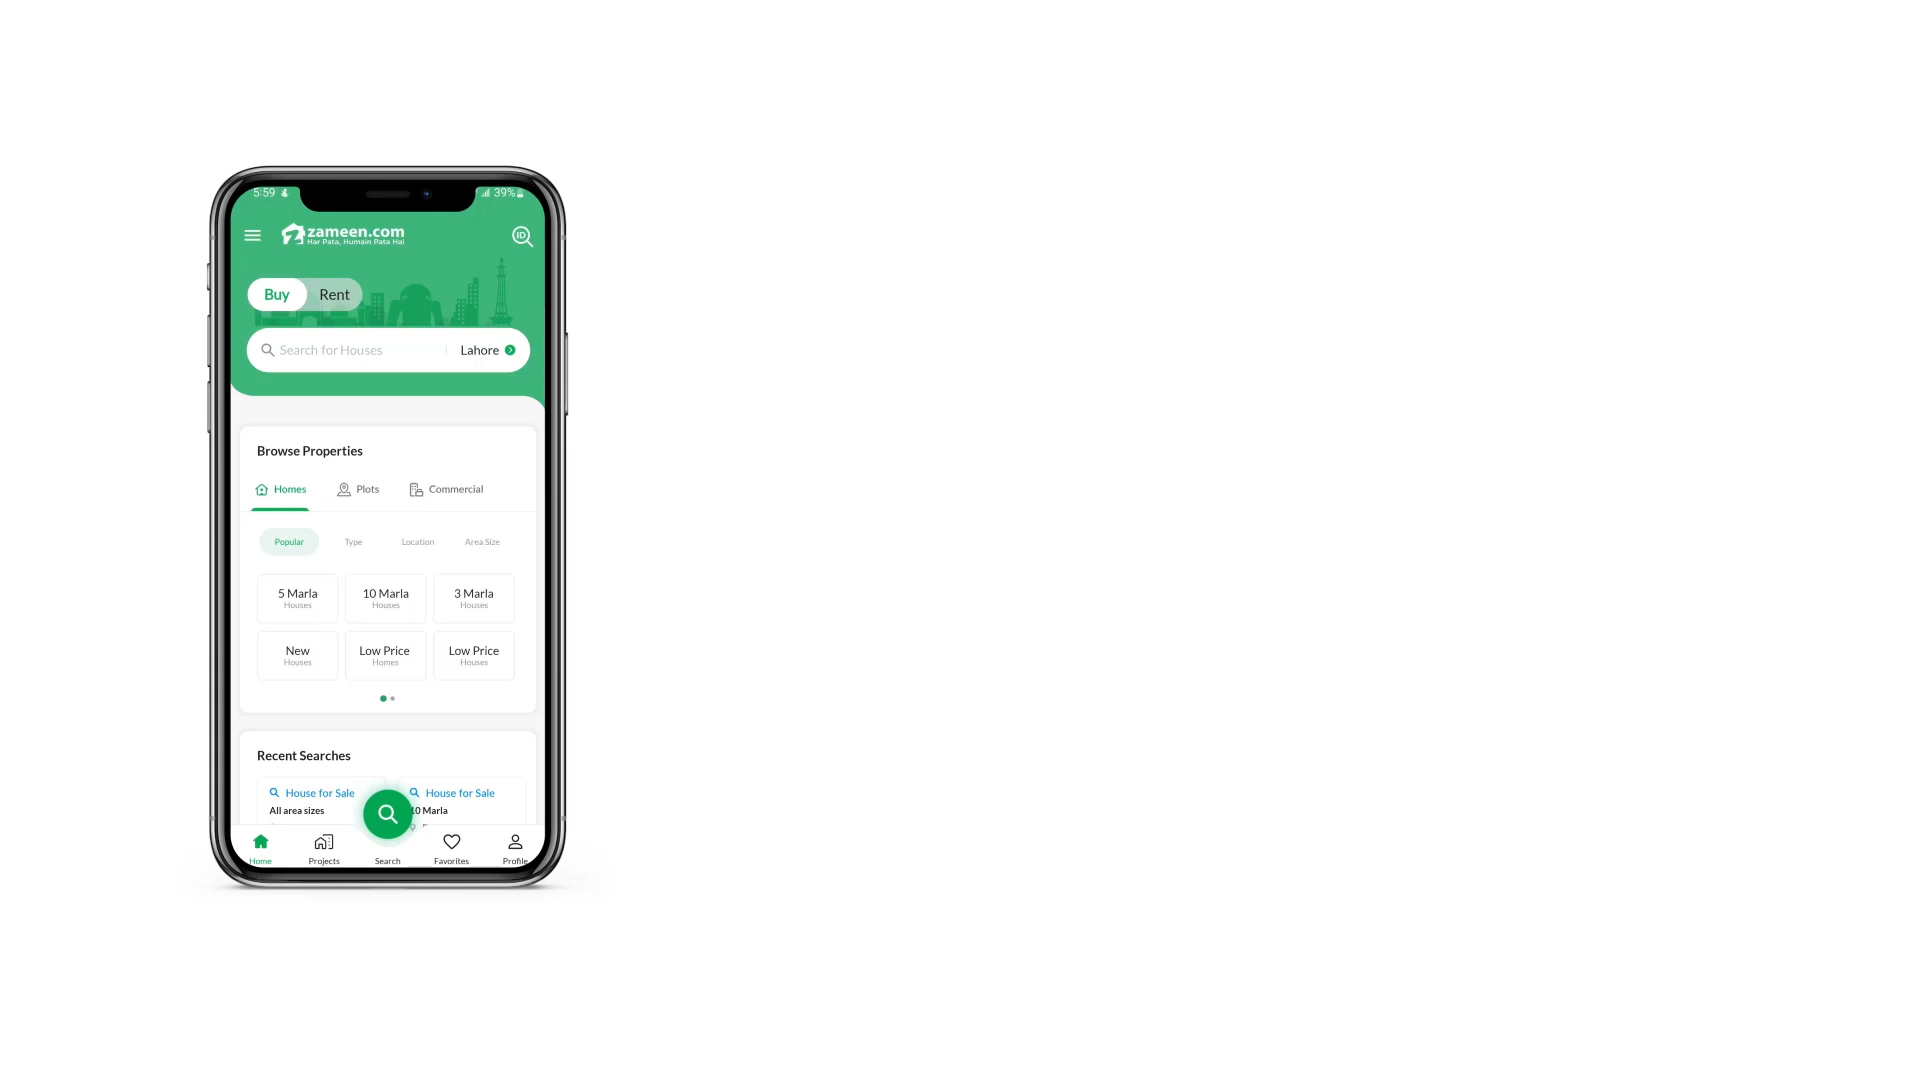 5:59
39%
zameen.com
Har Pata, Humain Pata Hai
ID
Buy
Rent
Search for Houses
Lahore
Browse Properties
Homes
Plots
Commercial
Popular
Type
Location
Area Size
5 Marla
Houses
10 Marla
Houses
3 Marla
Houses
New
Houses
Low Price
Homes
Low Price
Houses
Recent Searches
House for Sale
All area sizes
House for Sale
10 Marla
Home
Projects
Search
Favorites
Profile